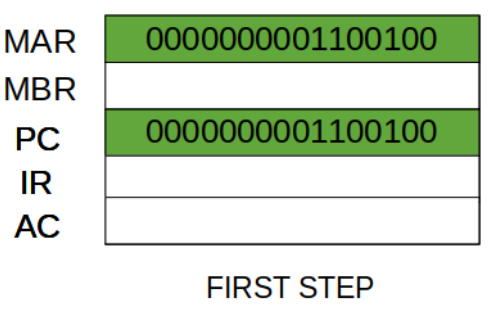 MAR 0000000001100100
MBR
PC 0000000001100100
IR
AC
FIRST STEP